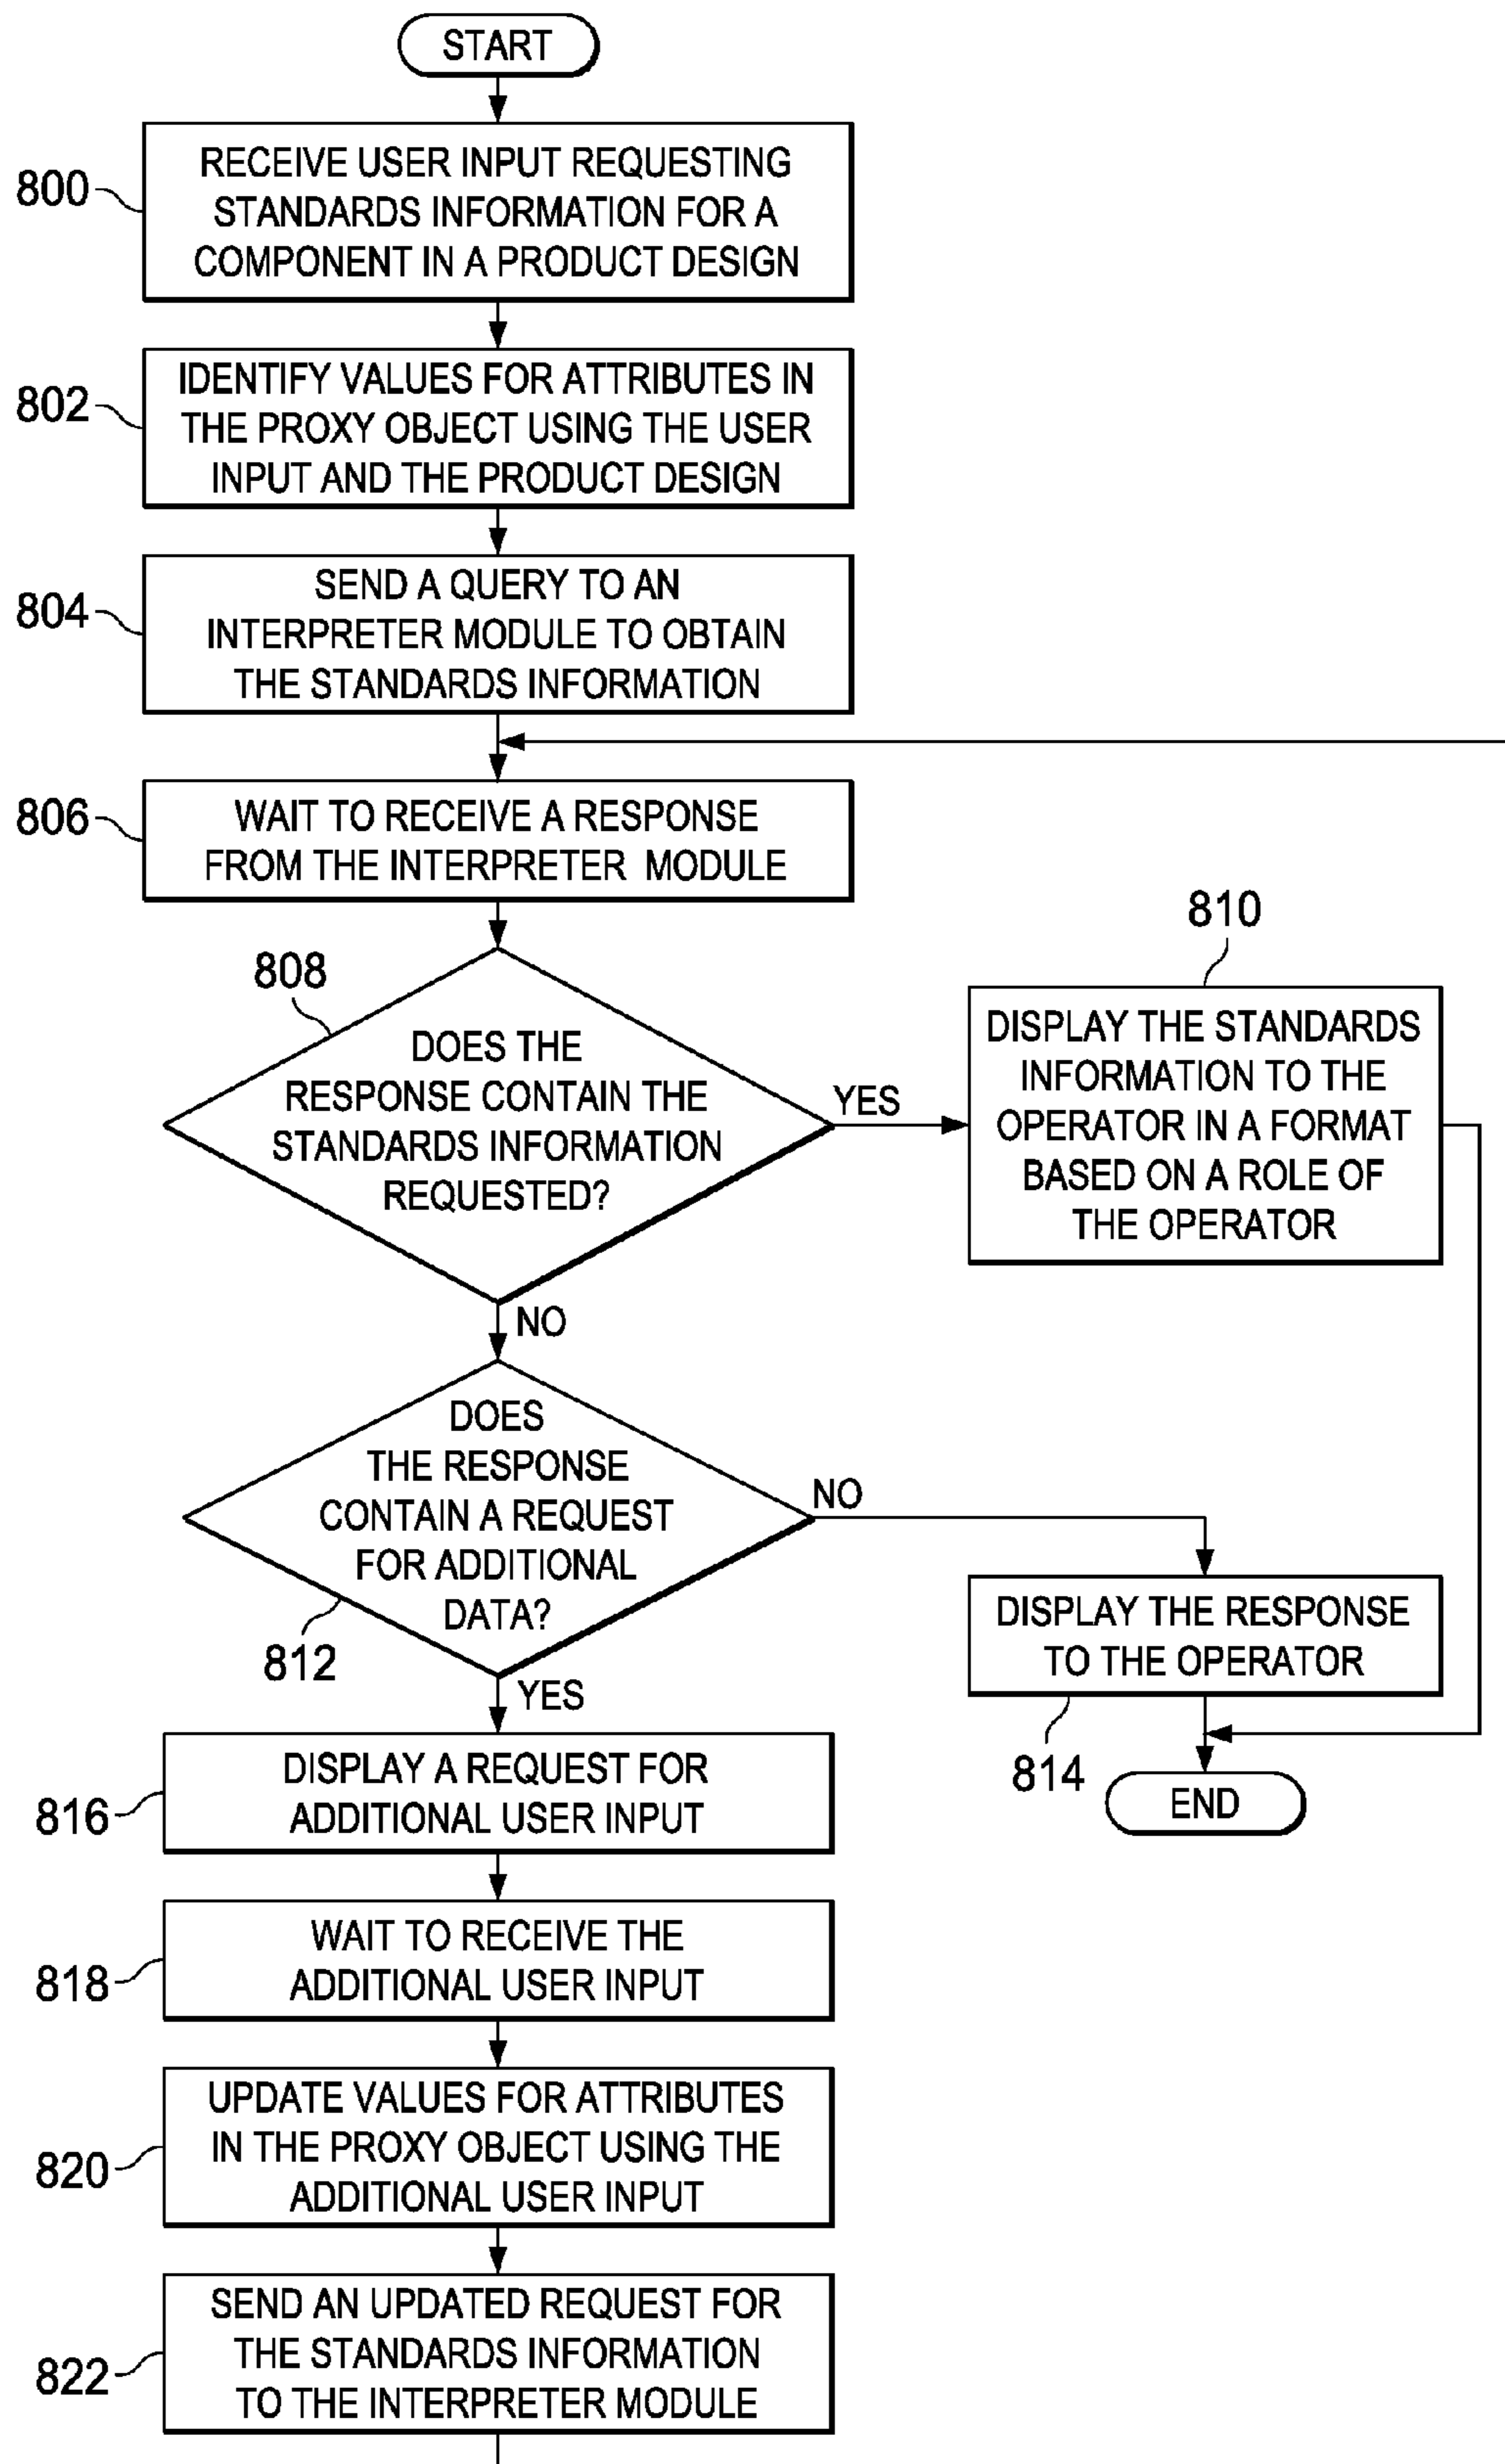 START
800
RECEIVE USER INPUT REQUESTING
STANDARDS INFORMATION FOR A
COMPONENT IN A PRODUCT DESIGN
802
IDENTIFY VALUES FOR ATTRIBUTES IN
THE PROXY OBJECT USING THE USER
INPUT AND THE PRODUCT DESIGN
804
SEND A QUERY TO AN
INTERPRETER MODULE TO OBTAIN
THE STANDARDS INFORMATION
806
WAIT TO RECEIVE A RESPONSE
FROM THE INTERPRETER MODULE
808
DOES THE
RESPONSE CONTAIN THE
STANDARDS INFORMATION
REQUESTED?
YES
810
DISPLAY THE STANDARDS
INFORMATION TO THE
OPERATOR IN A FORMAT
BASED ON A ROLE OF
THE OPERATOR
NO
DOES
THE RESPONSE
CONTAIN A REQUEST
FOR ADDITIONAL
DATA?
812
NO
DISPLAY THE RESPONSE
TO THE OPERATOR
814
END
YES
816
DISPLAY A REQUEST FOR
ADDITIONAL USER INPUT
818
WAIT TO RECEIVE THE
ADDITIONAL USER INPUT
820
UPDATE VALUES FOR ATTRIBUTES
IN THE PROXY OBJECT USING THE
ADDITIONAL USER INPUT
822
SEND AN UPDATED REQUEST FOR
THE STANDARDS INFORMATION
TO THE INTERPRETER MODULE